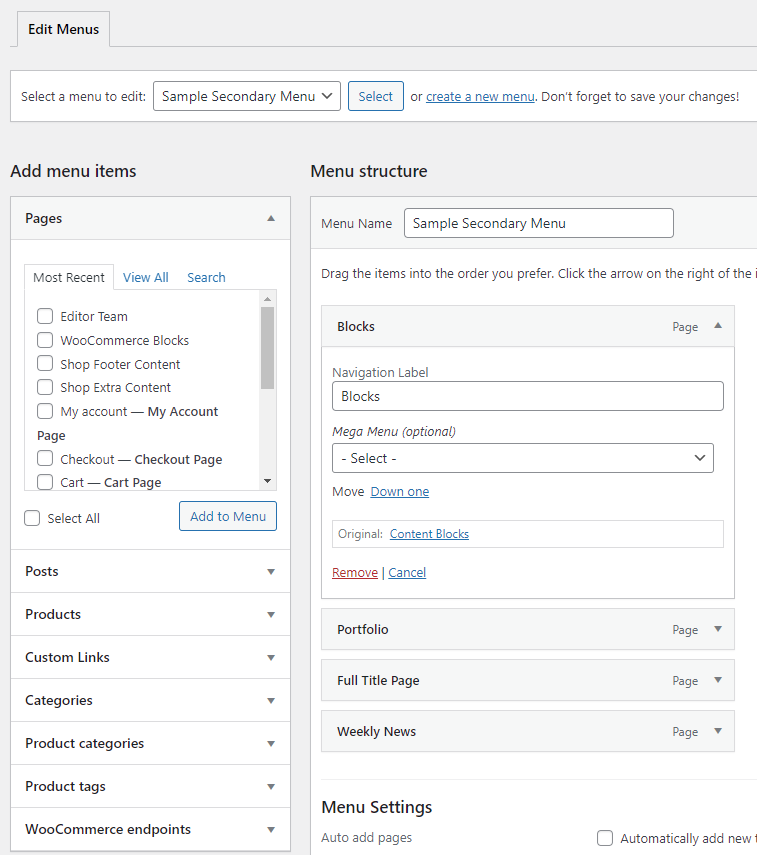 Edit Menus
Select a menu to edit: Sample Secondary Menu Select or create a new menu. Don't forget to save your changes!
Add menu items
Pages
Most Recent View All Search
Editor Team
WooCommerce Blocks
Shop Footer Content
Shop Extra Content
My account — My Account
Page
Checkout — Checkout Page
Cart — Cart Page
Select All Add to Menu
Posts
Products
Custom Links
Categories
Product categories
Product tags
WooCommerce endpoints
Menu structure
Menu Name Sample Secondary Menu
Drag the items into the order you prefer. Click the arrow on the right of the
Blocks Page
Navigation Label
Blocks
Mega Menu (optional)
- Select -
Move Down one
Original: Content Blocks
Remove | Cancel
Portfolio Page
Full Title Page Page
Weekly News Page
Menu Settings
Auto add pages Automatically add new